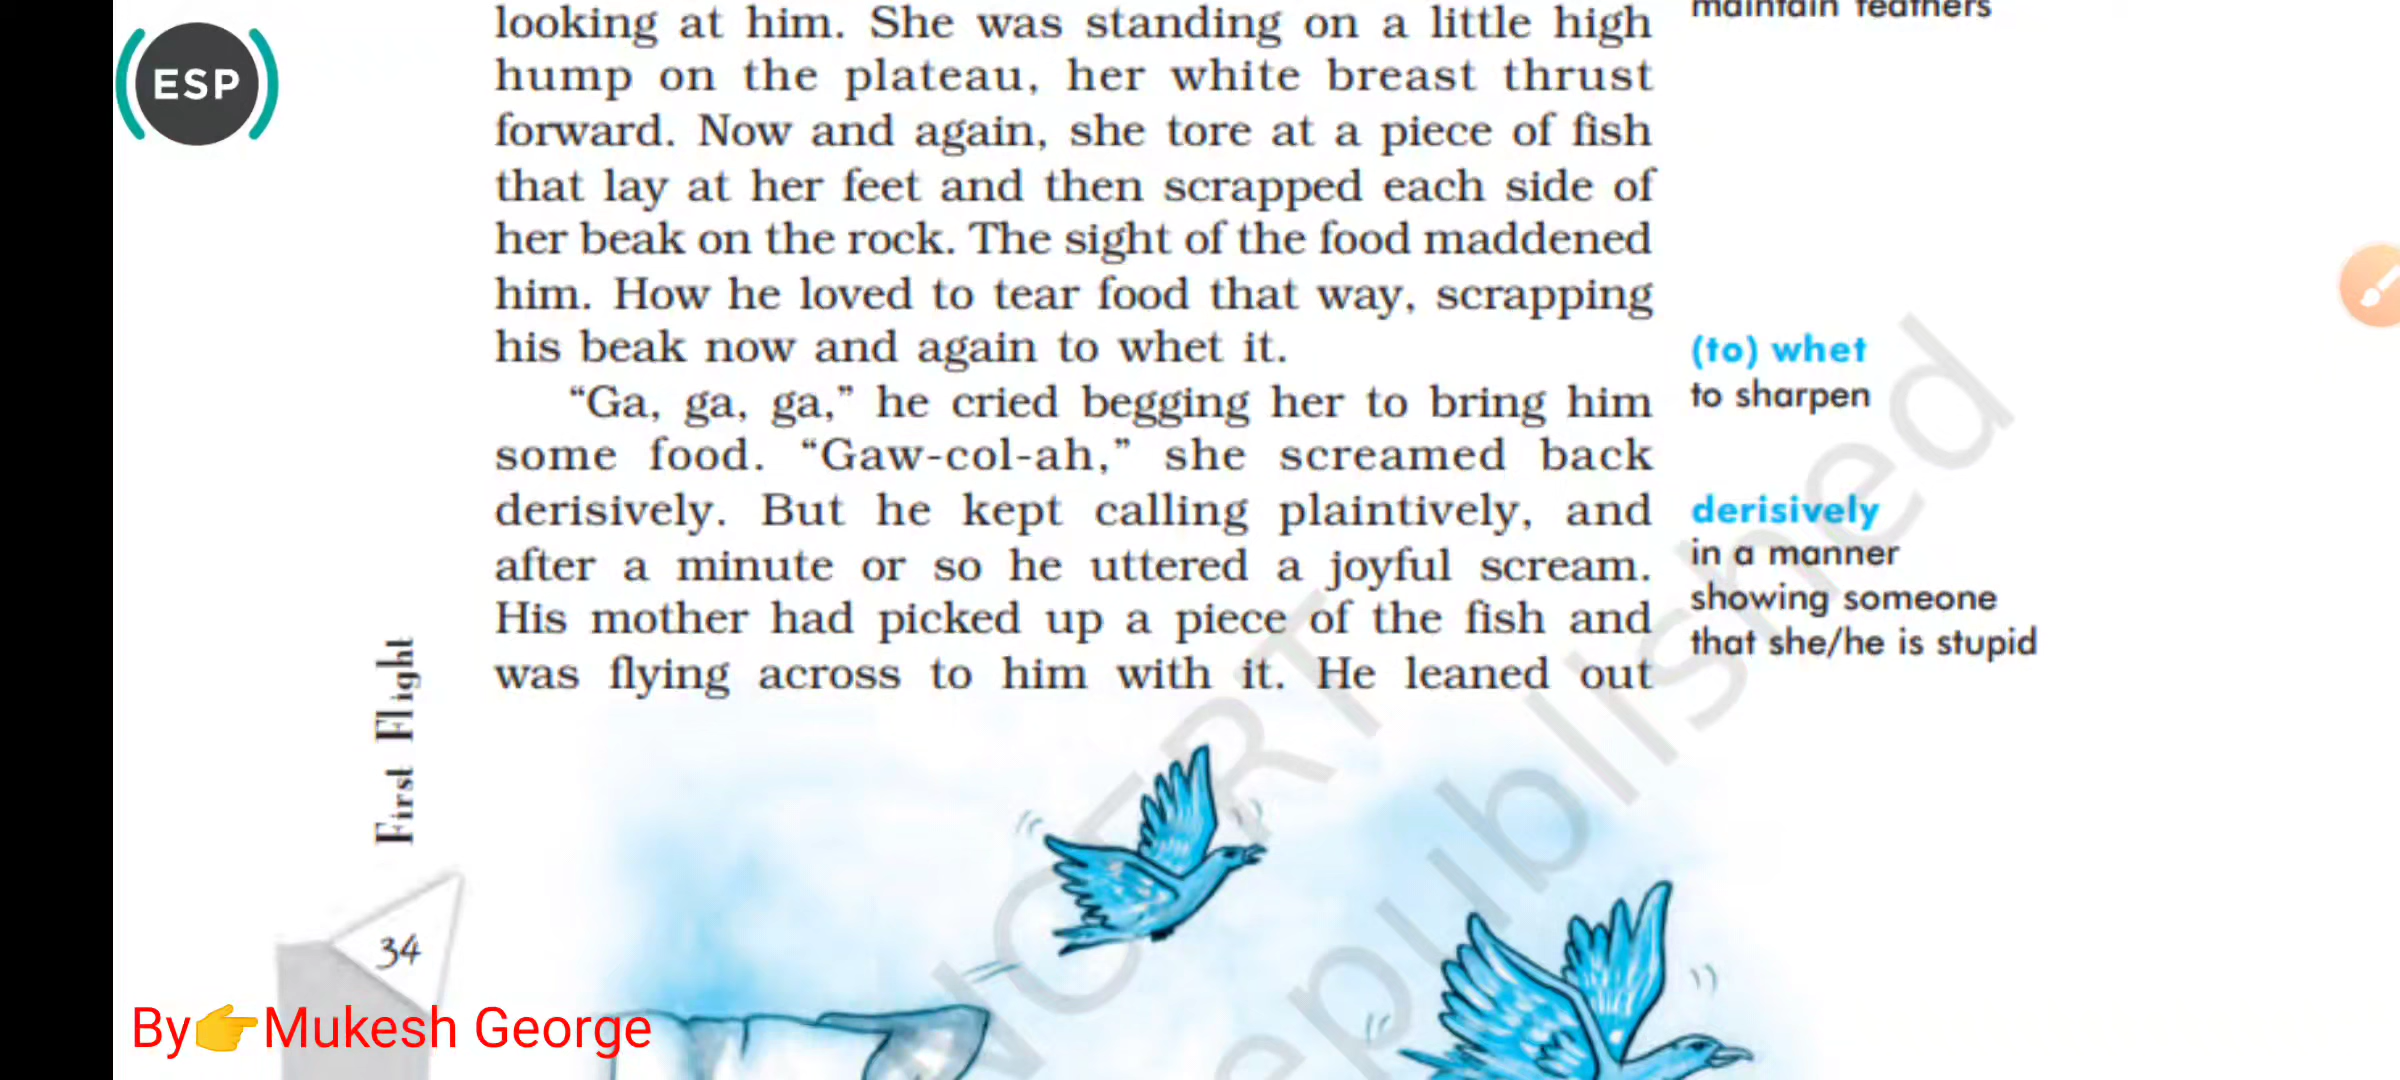 ESP
looking at him. She was standing on a little high
hump on the plateau, her white breast thrust
forward. Now and again, she tore at a piece of fish
that lay at her feet and then scrapped each side of
her beak on the rock. The sight of the food maddened
him. How he loved to tear food that way, scrapping
his beak now and again to whet it.
“Ga, ga, ga,” he cried begging her to bring him
some food. “Gaw-col-ah,” she screamed back
derisively. But he kept calling plaintively, and
after a minute or so he uttered a joyful scream.
His mother had picked up a piece of the fish and
was flying across to him with it. He leaned out
maintain feathers
(to) whet
to sharpen
derisively
in a manner
showing someone
that she/he is stupid
First Flight
34
By👉Mukesh George
NCERT
epublished